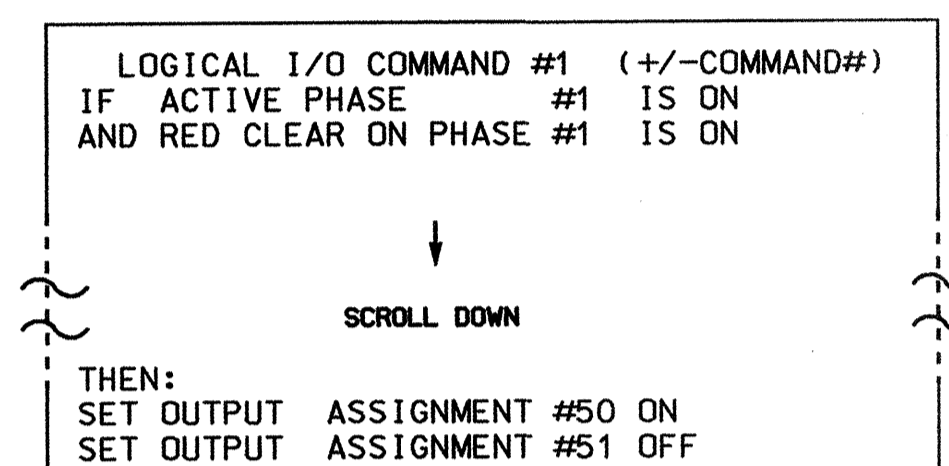 LOGICAL I/O COMMAND #1 (+/-COMMAND#)
IF ACTIVE PHASE #1 IS ON
AND RED CLEAR ON PHASE #1 IS ON
SCROLL DOWN
THEN:
SET OUTPUT ASSIGNMENT #50 ON
SET OUTPUT ASSIGNMENT #51 OFF